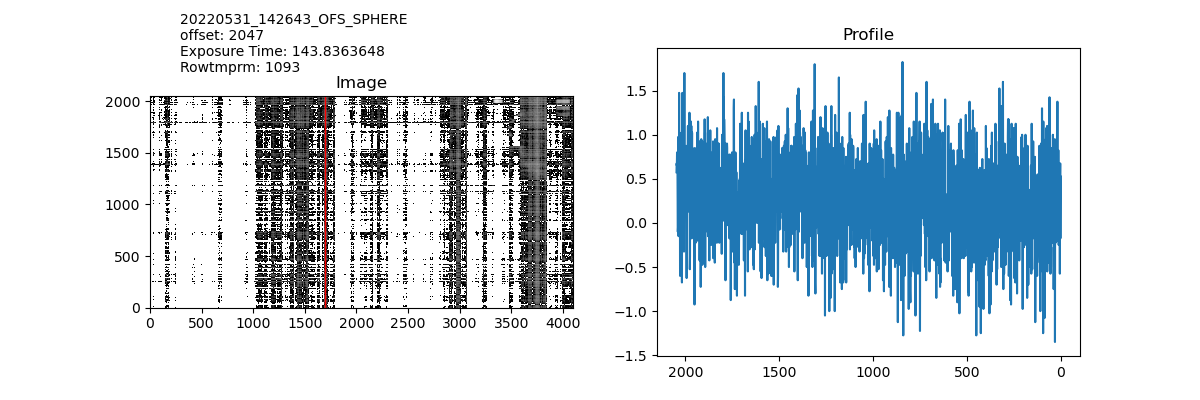 20220531_142643_OFS_SPHERE
offset: 2047
Exposure Time: 143.8363648
Rowtmprm: 1093
Image
2000
1500
1000
500
0
0 500 1000 1500 2000 2500 3000 3500 4000
Profile
1.5
1.0
0.5
0.0
−0.5
−1.0
−1.5
2000 1500 1000 500 0